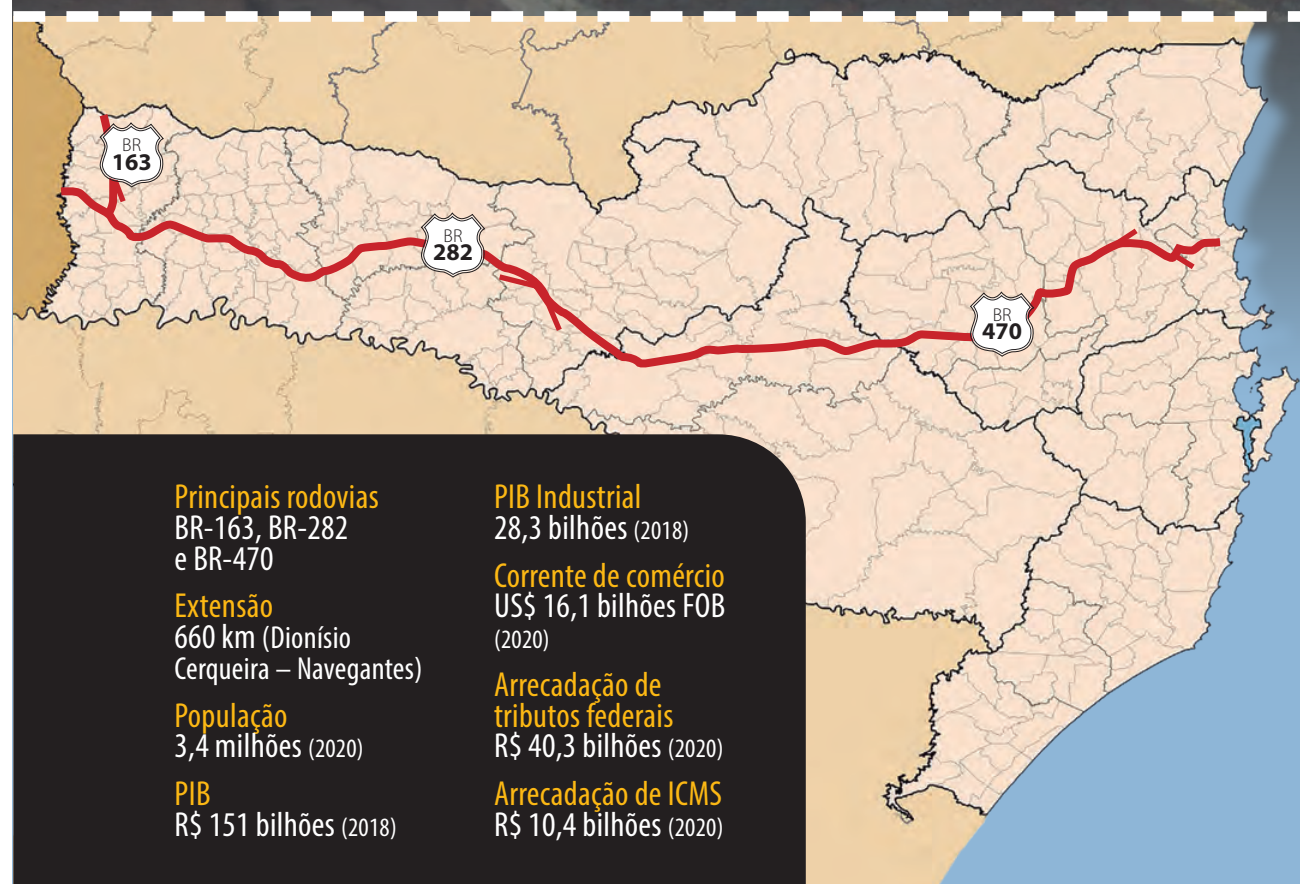 BR
163
BR
282
BR
470
Principais rodovias
BR-163, BR-282
e BR-470
Extensão
660 km (Dionísio
Cerqueira – Navegantes)
População
3,4 milhões (2020)
PIB
R$ 151 bilhões (2018)
PIB Industrial
28,3 bilhões (2018)
Corrente de comércio
US$ 16,1 bilhões FOB
(2020)
Arrecadação de
tributos federais
R$ 40,3 bilhões (2020)
Arrecadação de ICMS
R$ 10,4 bilhões (2020)